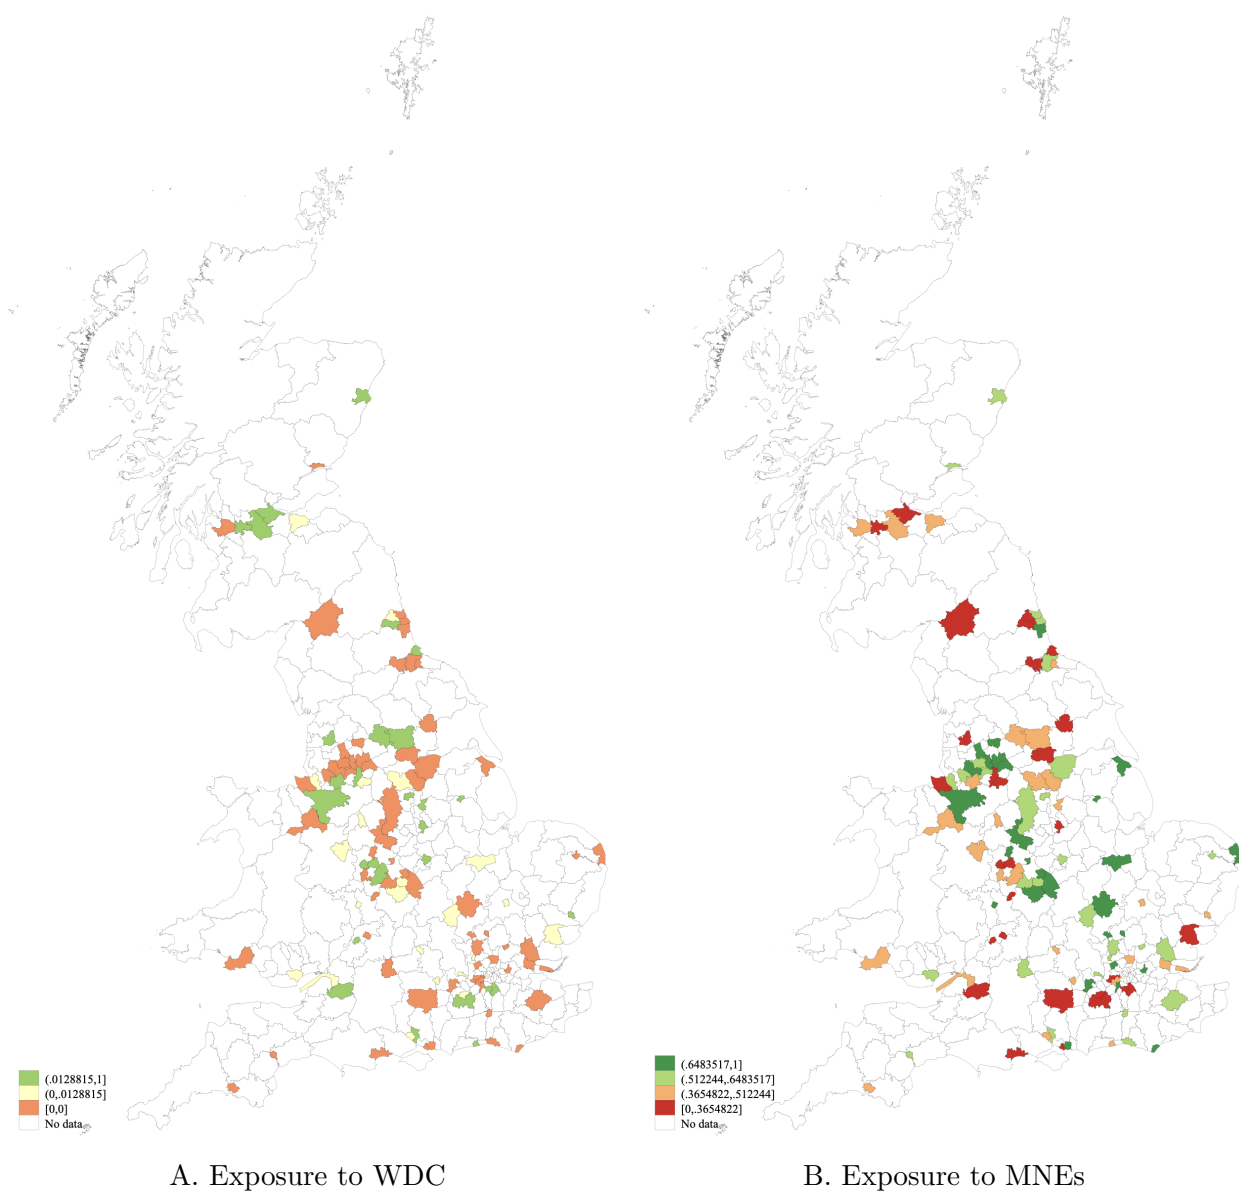 (.0128815,1]
(0,.0128815]
[0,0]
No data
(.6483517,1]
(.512244,.6483517]
(.3654822,.512244]
[0,.3654822]
No data
A. Exposure to WDC
B. Exposure to MNEs